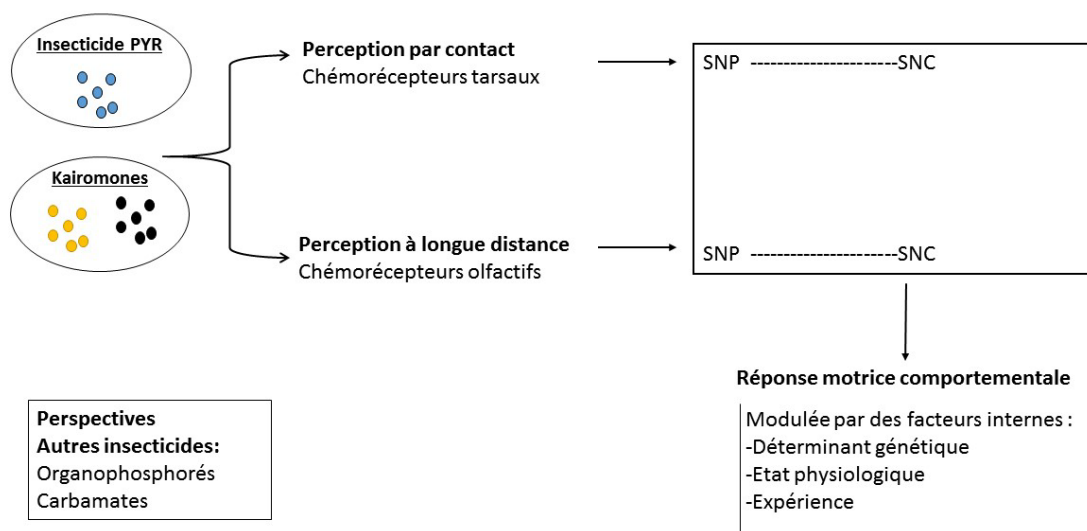 Insecticide PYR
Kairomones
Perception par contact
Chémorécepteurs tarsaux
Perception à longue distance
Chémorécepteurs olfactifs
SNP ---------------------SNC
SNP ---------------------SNC
Réponse motrice comportementale
Modulée par des facteurs internes :
-Déterminant génétique
-Etat physiologique
-Expérience
Perspectives
Autres insecticides:
Organophosphorés
Carbamates